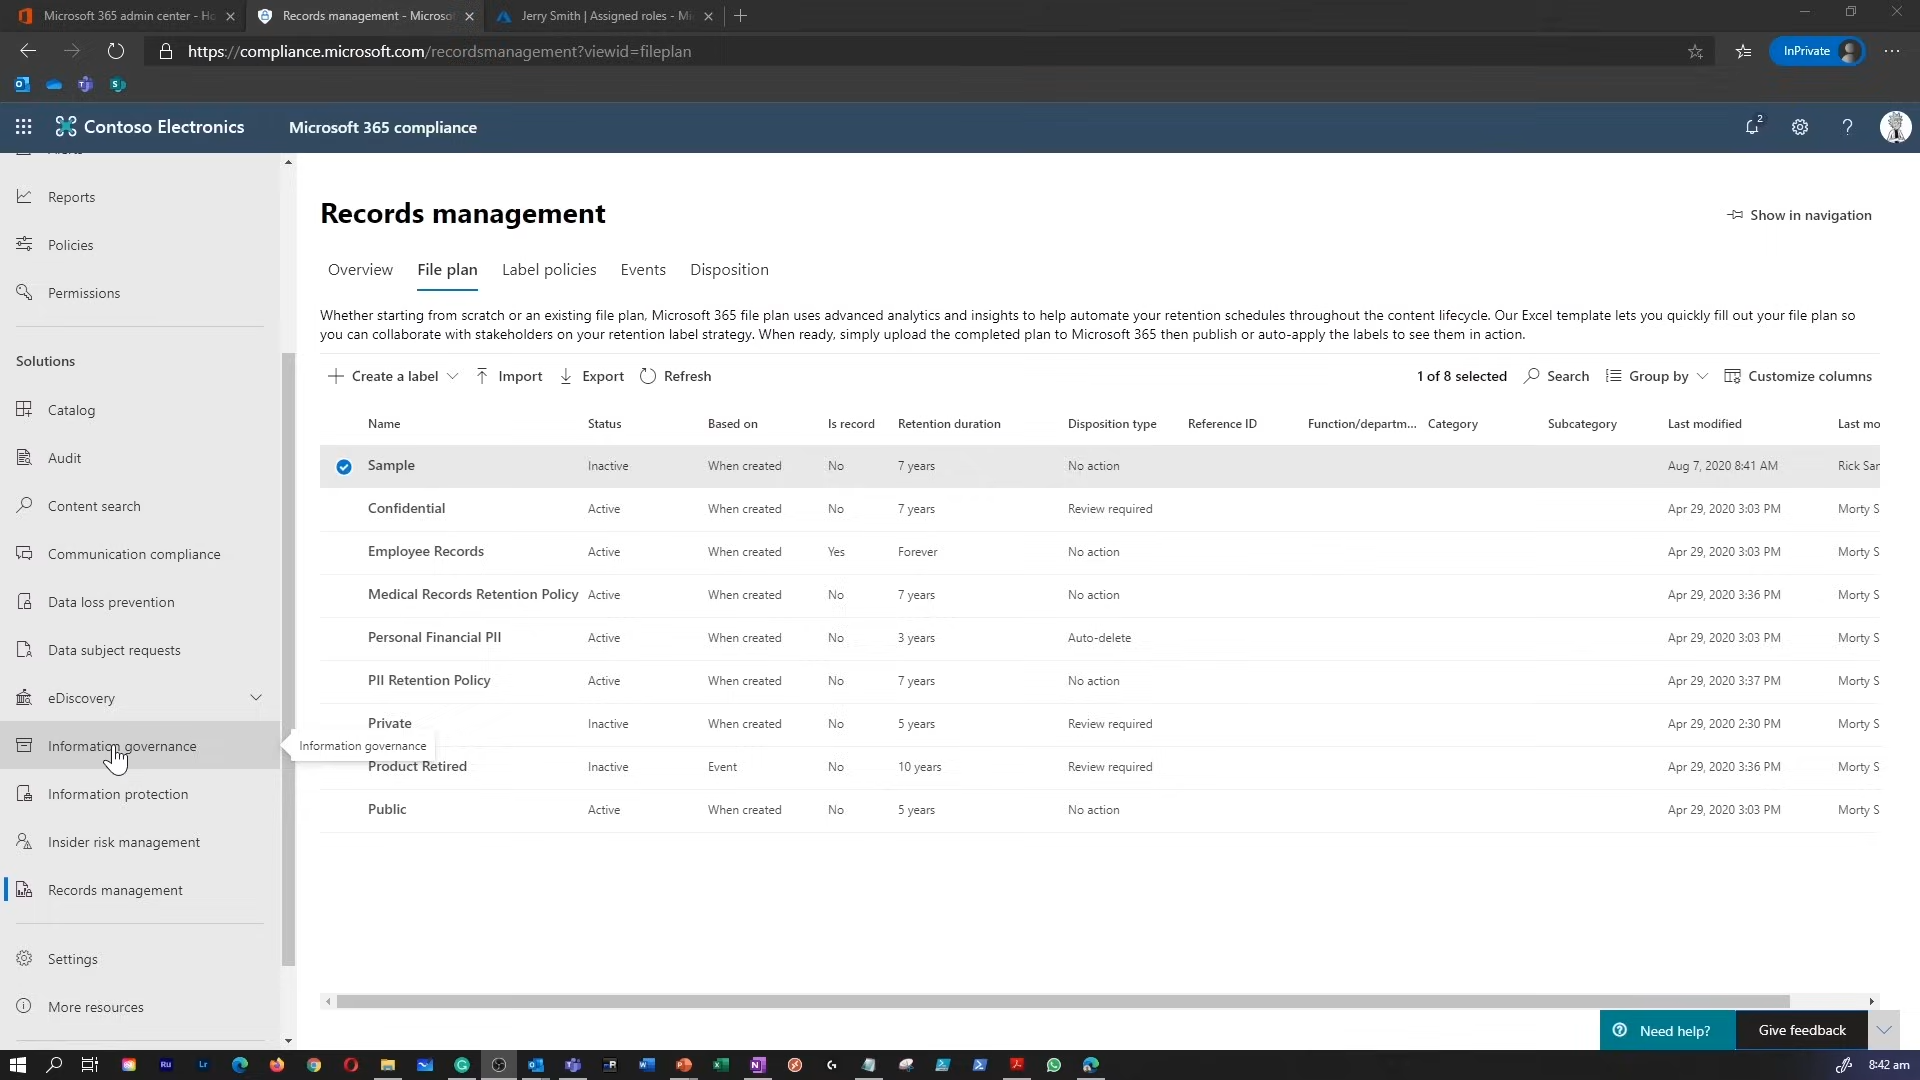 Microsoft 365 admin center - Ho
Records management - Microsof
Jerry Smith | Assigned roles - Mi
https://compliance.microsoft.com/recordsmanagement?viewid=fileplan
InPrivate
Contoso Electronics
Microsoft 365 compliance
2
Alerts
Reports
Policies
Permissions
Solutions
Catalog
Audit
Content search
Communication compliance
Data loss prevention
Data subject requests
eDiscovery
Information governance
Information protection
Insider risk management
Records management
Settings
More resources
Records management
Show in navigation
Overview File plan Label policies Events Disposition
Whether starting from scratch or an existing file plan, Microsoft 365 file plan uses advanced analytics and insights to help automate your retention schedules throughout the content lifecycle. Our Excel template lets you quickly fill out your file plan so
you can collaborate with stakeholders on your retention label strategy. When ready, simply upload the completed plan to Microsoft 365 then publish or auto-apply the labels to see them in action.
Create a label Import Export Refresh 1 of 8 selected Search Group by Customize columns
Name Status Based on Is record Retention duration Disposition type Reference ID Function/departm... Category Subcategory Last modified Last mo
Sample Inactive When created No 7 years No action Aug 7, 2020 8:41 AM Rick Sar
Confidential Active When created No 7 years Review required Apr 29, 2020 3:03 PM Morty S
Employee Records Active When created Yes Forever No action Apr 29, 2020 3:03 PM Morty S
Medical Records Retention Policy Active When created No 7 years No action Apr 29, 2020 3:36 PM Morty S
Personal Financial PII Active When created No 3 years Auto-delete Apr 29, 2020 3:03 PM Morty S
PII Retention Policy Active When created No 7 years No action Apr 29, 2020 3:37 PM Morty S
Private Inactive When created No 5 years Review required Apr 29, 2020 2:30 PM Morty S
Information governance
Product Retired Inactive Event No 10 years Review required Apr 29, 2020 3:36 PM Morty S
Public Active When created No 5 years No action Apr 29, 2020 3:03 PM Morty S
Need help?
Give feedback
Ru
Lr
8:42 am